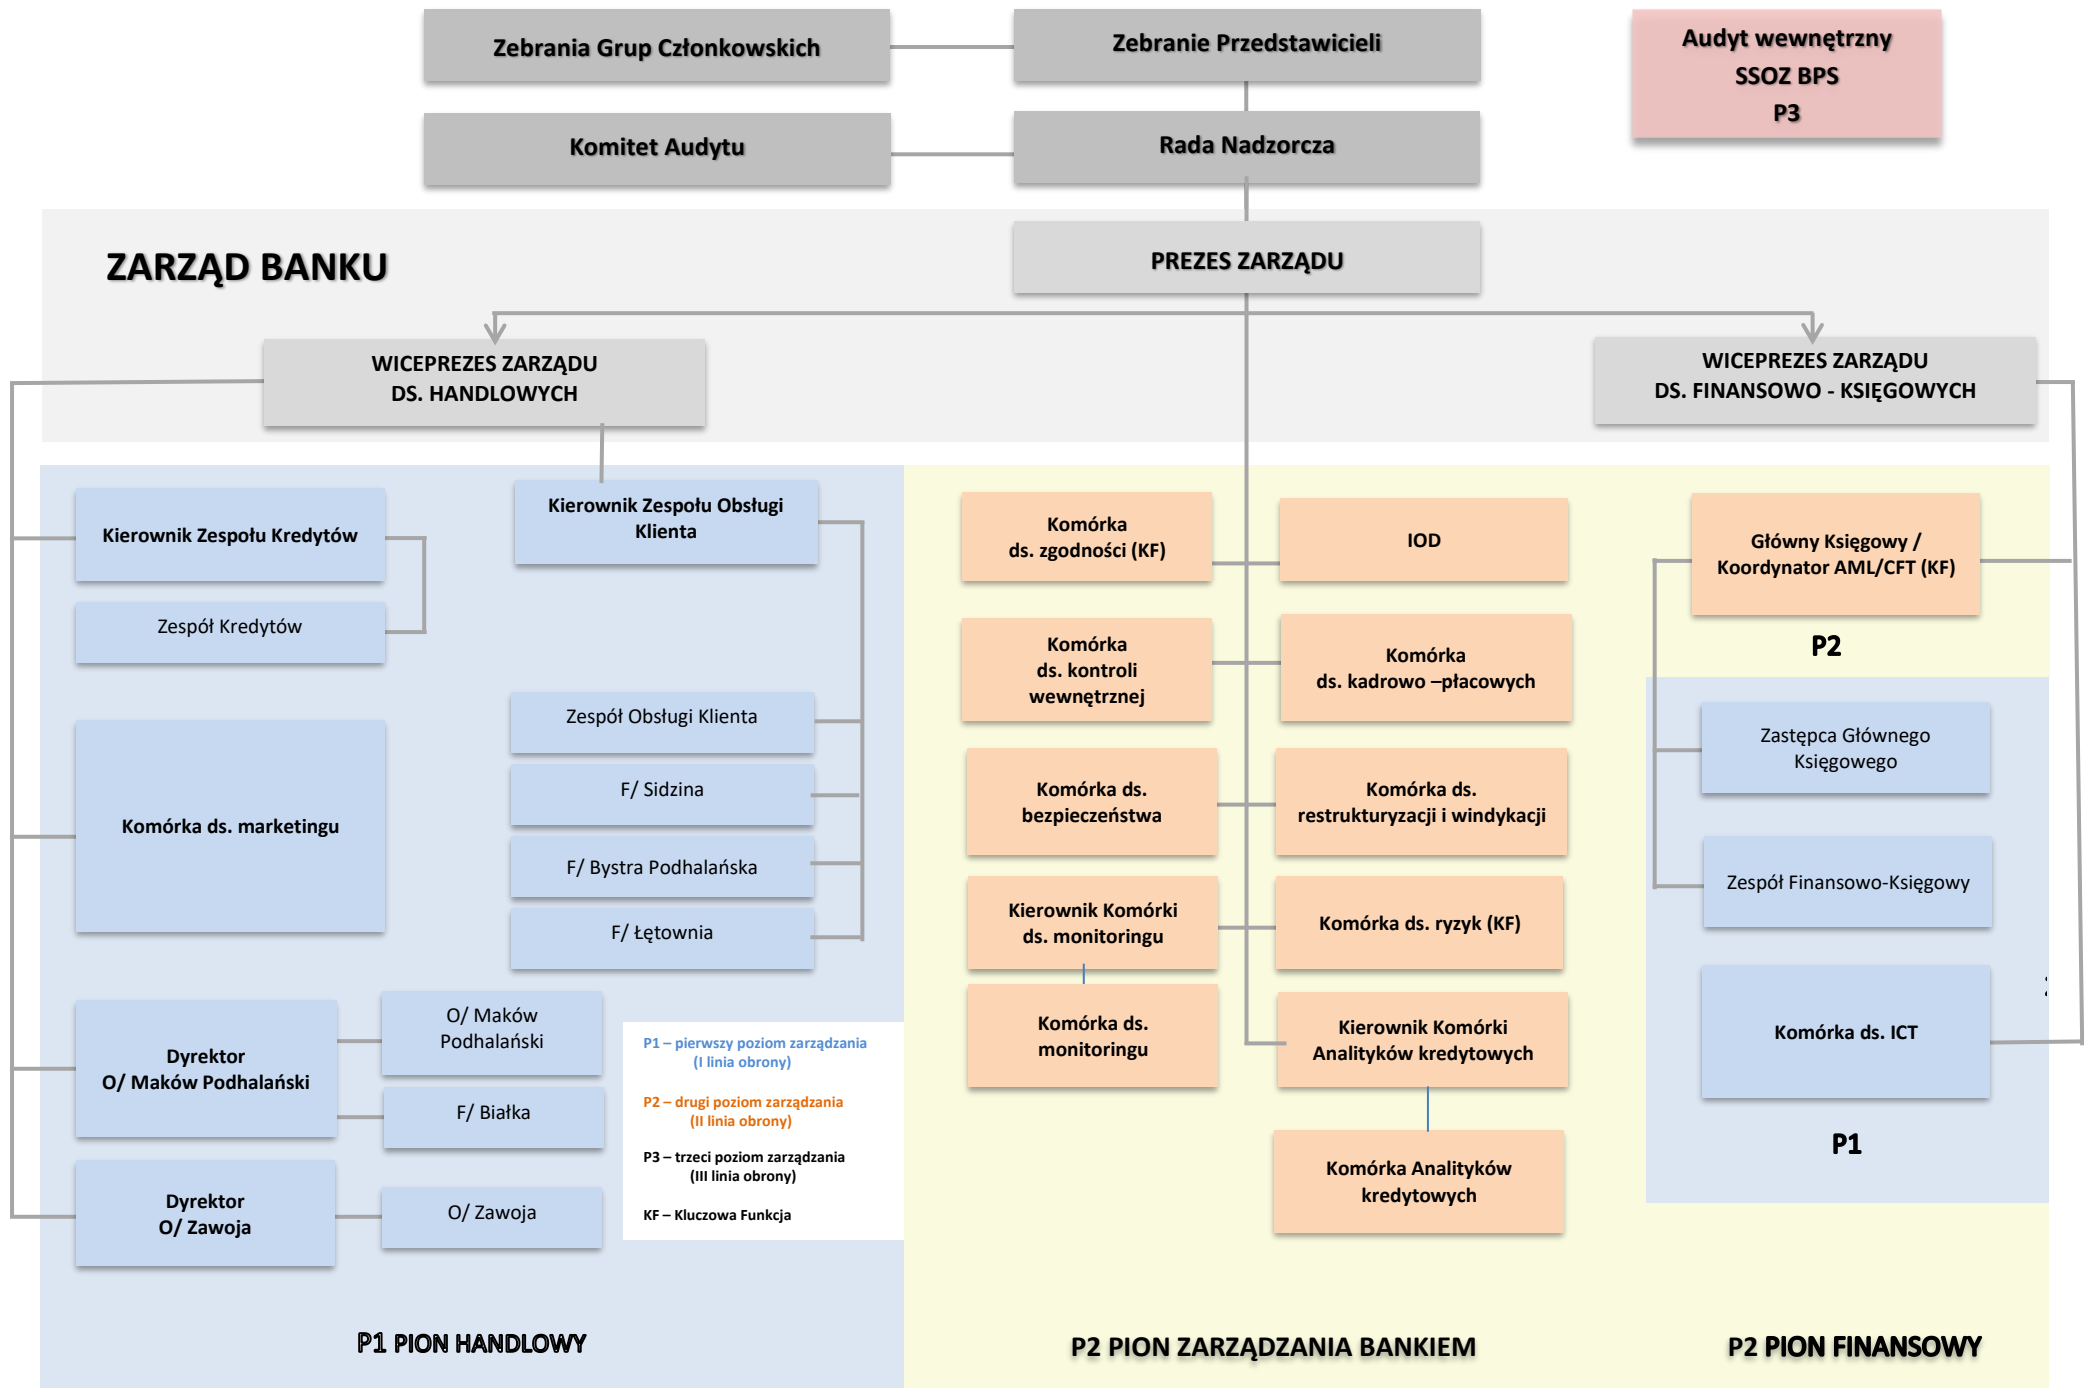 Zebrania Grup Członkowskich
Zebranie Przedstawicieli
Audyt wewnętrzny
SSOZ BPS
P3
Komitet Audytu
Rada Nadzorcza
ZARZĄD BANKU
PREZES ZARZĄDU
WICEPREZES ZARZĄDU
DS. HANDLOWYCH
WICEPREZES ZARZĄDU
DS. FINANSOWO - KSIĘGOWYCH
Kierownik Zespołu Kredytów
Zespół Kredytów
Komórka ds. marketingu
Dyrektor
O/ Maków Podhalański
O/ Maków
Podhalański
F/ Białka
Dyrektor
O/ Zawoja
O/ Zawoja
Kierownik Zespołu Obsługi
Klienta
Zespół Obsługi Klienta
F/ Sidzina
F/ Bystra Podhalańska
F/ Łętownia
P1 – pierwszy poziom zarządzania
(I linia obrony)
P2 – drugi poziom zarządzania
(II linia obrony)
P3 – trzeci poziom zarządzania
(III linia obrony)
KF – Kluczowa Funkcja
P1 PION HANDLOWY
Komórka
ds. zgodności (KF)
IOD
Komórka
ds. kontroli
wewnętrznej
Komórka
ds. kadrowo –płacowych
Komórka ds.
bezpieczeństwa
Komórka ds.
restrukturyzacji i windykacji
Kierownik Komórki
ds. monitoringu
Komórka ds. ryzyk (KF)
Komórka ds.
monitoringu
Kierownik Komórki
Analityków kredytowych
Komórka Analityków
kredytowych
P2 PION ZARZĄDZANIA BANKIEM
Główny Księgowy /
Koordynator AML/CFT (KF)
P2
Zastępca Głównego
Księgowego
Zespół Finansowo-Księgowy
Komórka ds. ICT
P1
P2 PION FINANSOWY